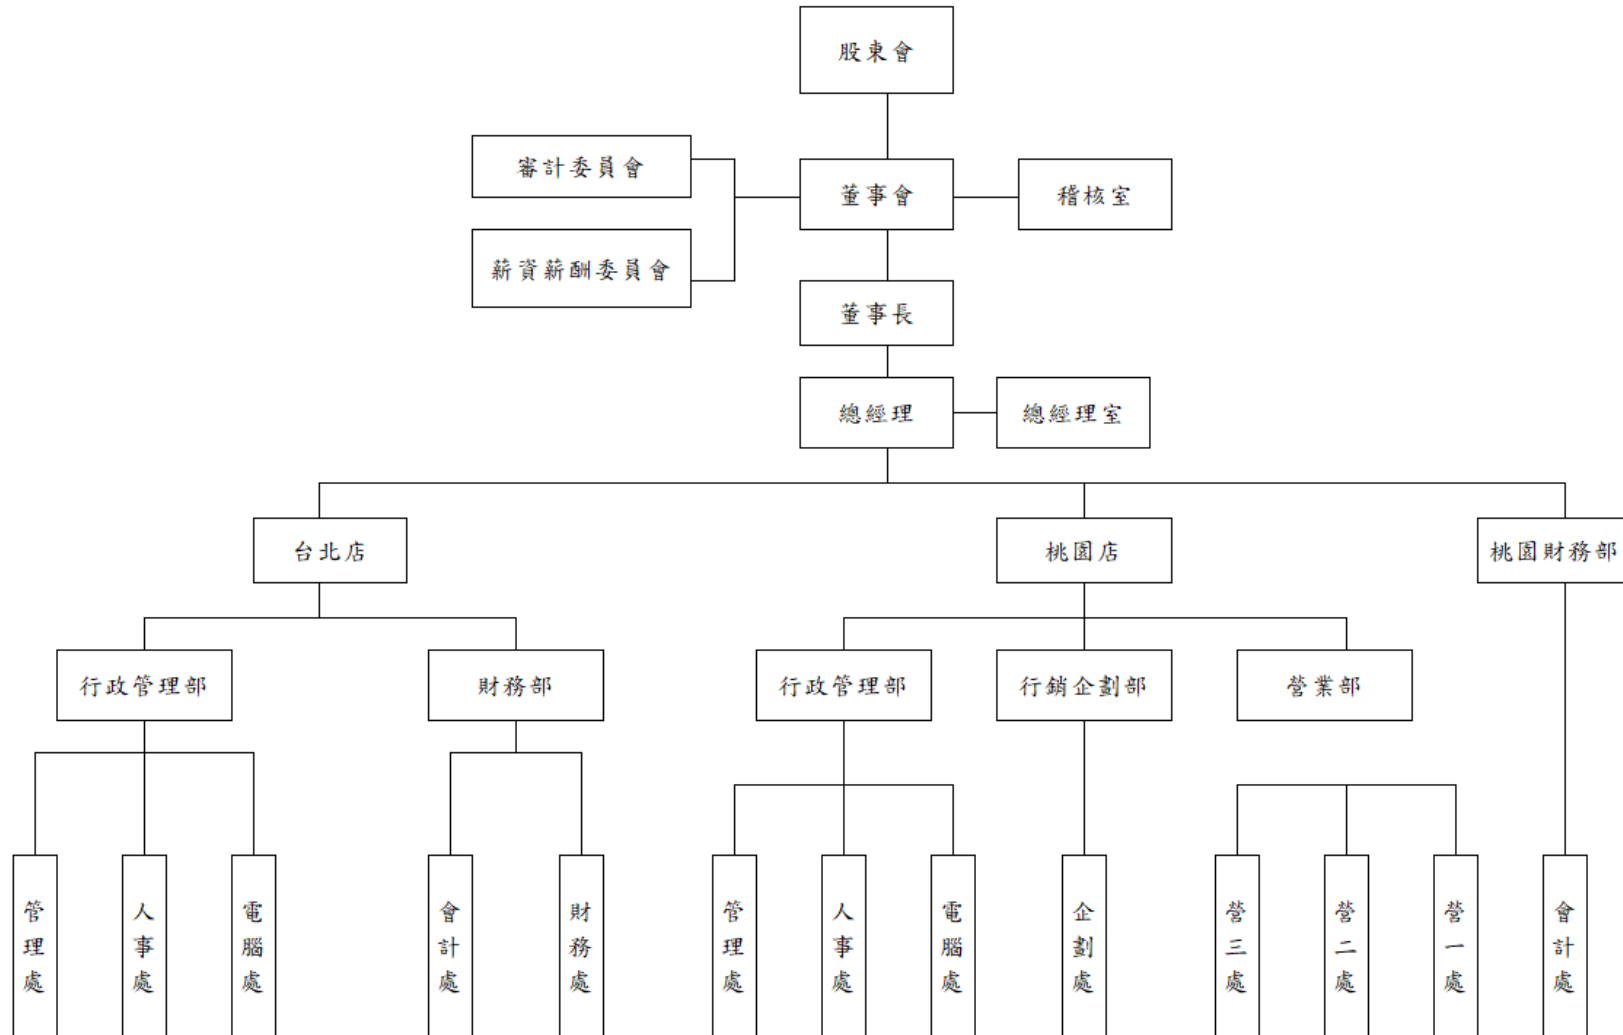 股東會
審計委員會
董事會
稽核室
薪資薪酬委員會
董事長
總經理
總經理室
台北店
桃園店
桃園財務部
行政管理部
財務部
行政管理部
行銷企劃部
營業部
管理處
人事處
電腦處
會計處
財務處
管理處
人事處
電腦處
企劃處
營三處
營二處
營一處
會計處